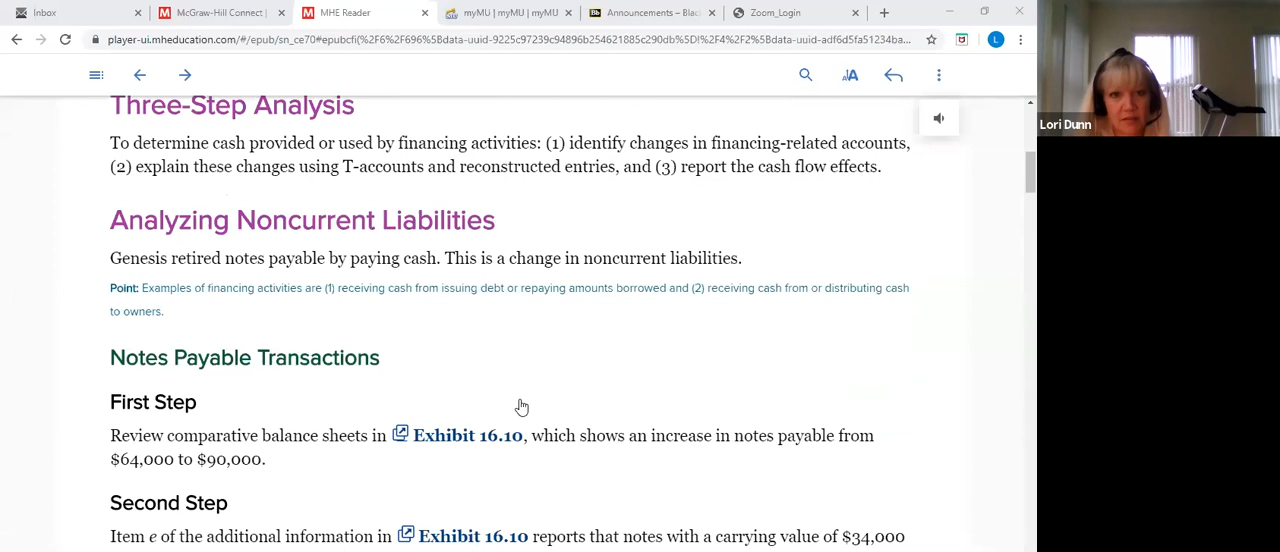 Inbox
McGraw-Hill Connect |
MHE Reader
myMU | myMU | myMU
Announcements – Blac
Zoom_Login
player-ui.mheducation.com/#/epub/sn_ce70#epubcfi(%2F6%2F696%5Bdata-uuid-9225c97239c94896b254621885c290db%5D!%2F4%2F2%5Bdata-uuid-adf6d5fa51234ba...
L
AA
Lori Dunn
Three-Step Analysis
To determine cash provided or used by financing activities: (1) identify changes in financing-related accounts,
(2) explain these changes using T-accounts and reconstructed entries, and (3) report the cash flow effects.
Analyzing Noncurrent Liabilities
Genesis retired notes payable by paying cash. This is a change in noncurrent liabilities.
Point: Examples of financing activities are (1) receiving cash from issuing debt or repaying amounts borrowed and (2) receiving cash from or distributing cash
to owners.
Notes Payable Transactions
First Step
Review comparative balance sheets in Exhibit 16.10, which shows an increase in notes payable from
$64,000 to $90,000.
Second Step
Item e of the additional information in Exhibit 16.10 reports that notes with a carrying value of $34,000